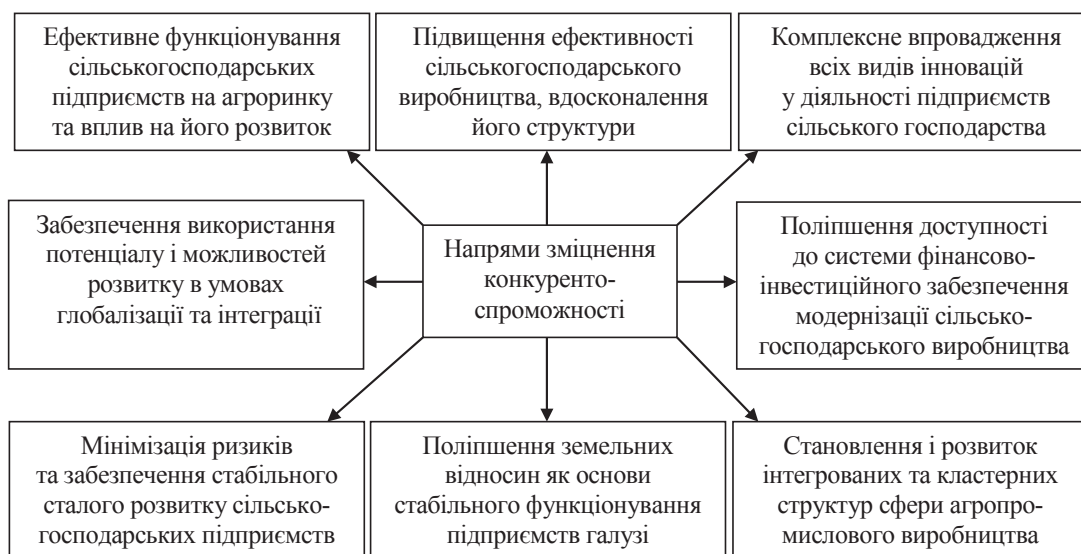 Ефективне функціонування
сільськогосподарських
підприємств на агроринку
та вплив на його розвиток
Підвищення ефективності
сільськогосподарського
виробництва, вдосконалення
його структури
Комплексне впровадження
всіх видів інновацій
у діяльності підприємств
сільського господарства
Забезпечення використання
потенціалу і можливостей
розвитку в умовах
глобалізації та інтеграції
Напрями зміцнення
конкуренто-
спроможності
Поліпшення доступності
до системи фінансово-
інвестиційного забезпечення
модернізації сільсько-
господарського виробництва
Мінімізація ризиків
та забезпечення стабільного
сталого розвитку сільсько-
господарських підприємств
Поліпшення земельних
відносин як основи
стабільного функціонування
підприємств галузі
Становлення і розвиток
інтегрованих та кластерних
структур сфери агропро-
мислового виробництва